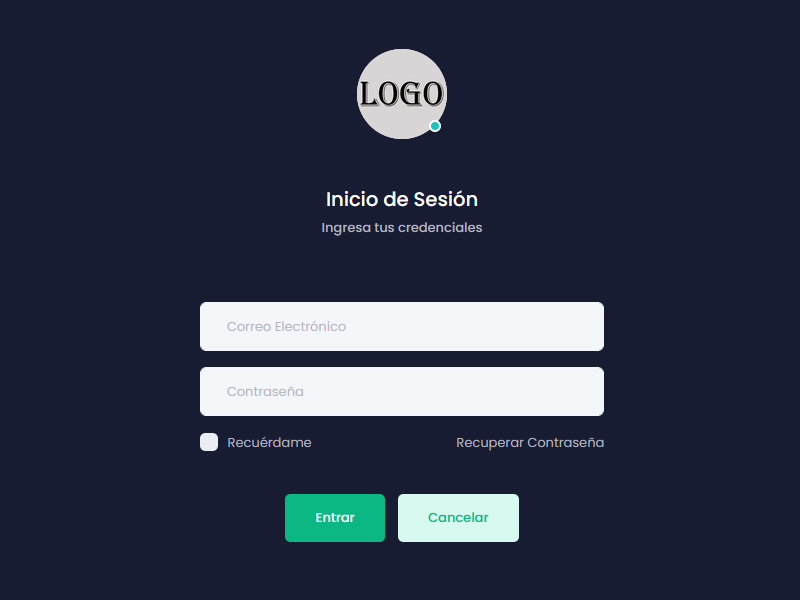 LOGO
Inicio de Sesión
Ingresa tus credenciales
Correo Electrónico
Contraseña
Recuérdame
Recuperar Contraseña
Entrar
Cancelar